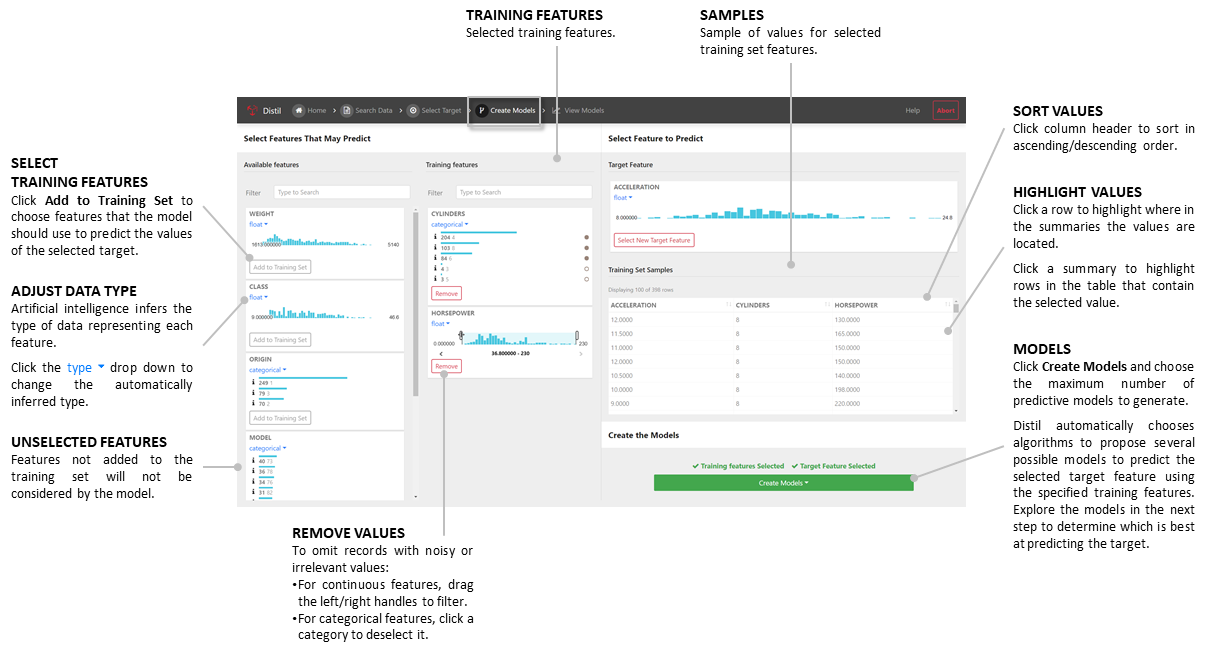 TRAINING FEATURES
Selected training features.
SAMPLES
Sample of values for selected
training set features.
SELECT
TRAINING FEATURES
Click Add to Training Set to
choose features that the model
should use to predict the values
of the selected target.
ADJUST DATA TYPE
Artificial intelligence infers the
type of data representing each
feature.
Click the type drop down to
change the automatically
inferred type.
UNSELECTED FEATURES
Features not added to the
training set will not be
considered by the model.
Distil Home Search Data Select Target Create Models View Models Help Abort
Select Features That May Predict
Available features
Filter Type to Search
WEIGHT
float
1613.000000 5140
Add to Training Set
CLASS
float
0.000000 46.6
Add to Training Set
ORIGIN
categorical
249 1
79 3
70 2
Add to Training Set
MODEL
categorical
40 73
36 78
34 76
31 82
Training features
Filter Type to Search
CYLINDERS
categorical
204 4
103 8
84 6
4 3
3 5
Remove
HORSEPOWER
float
0.000000 230
36.800000 - 230
Remove
Select Feature to Predict
Target Feature
ACCELERATION
float
8.000000 24.8
Select New Target Feature
Training Set Samples
Displaying 100 of 398 rows
ACCELERATION CYLINDERS HORSEPOWER
12.0000 8 130.0000
11.5000 8 165.0000
11.0000 8 150.0000
12.0000 8 150.0000
10.5000 8 140.0000
10.0000 8 198.0000
9.0000 8 220.0000
Create the Models
Training features Selected Target Feature Selected
Create Models
REMOVE VALUES
To omit records with noisy or
irrelevant values:
•For continuous features, drag
the left/right handles to filter.
•For categorical features, click a
category to deselect it.
SORT VALUES
Click column header to sort in
ascending/descending order.
HIGHLIGHT VALUES
Click a row to highlight where in
the summaries the values are
located.
Click a summary to highlight
rows in the table that contain
the selected value.
MODELS
Click Create Models and choose
the maximum number of
predictive models to generate.
Distil automatically chooses
algorithms to propose several
possible models to predict the
selected target feature using
the specified training features.
Explore the models in the next
step to determine which is best
at predicting the target.